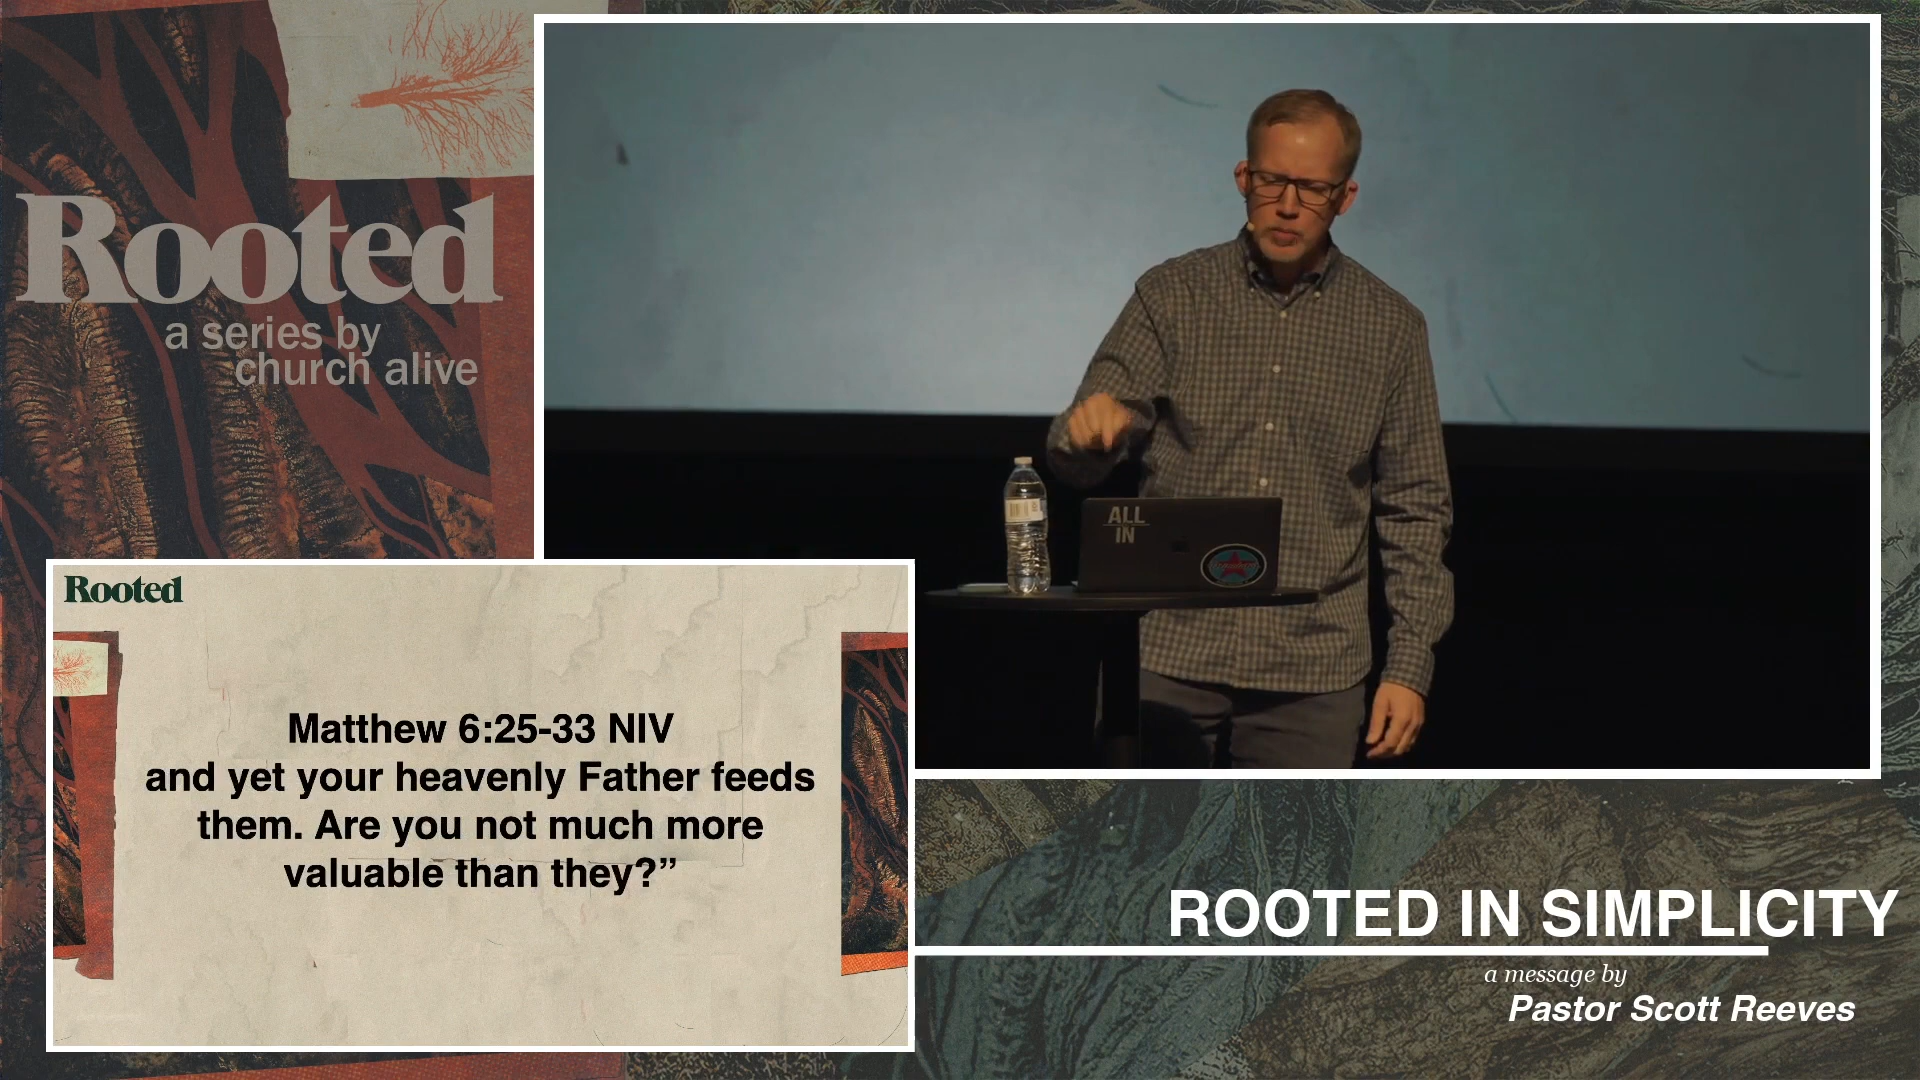 Rooted
a series by
church alive
ALL
IN
Rooted
Matthew 6:25-33 NIV
and yet your heavenly Father feeds
them. Are you not much more
valuable than they?”
ROOTED IN SIMPLICITY
a message by
Pastor Scott Reeves